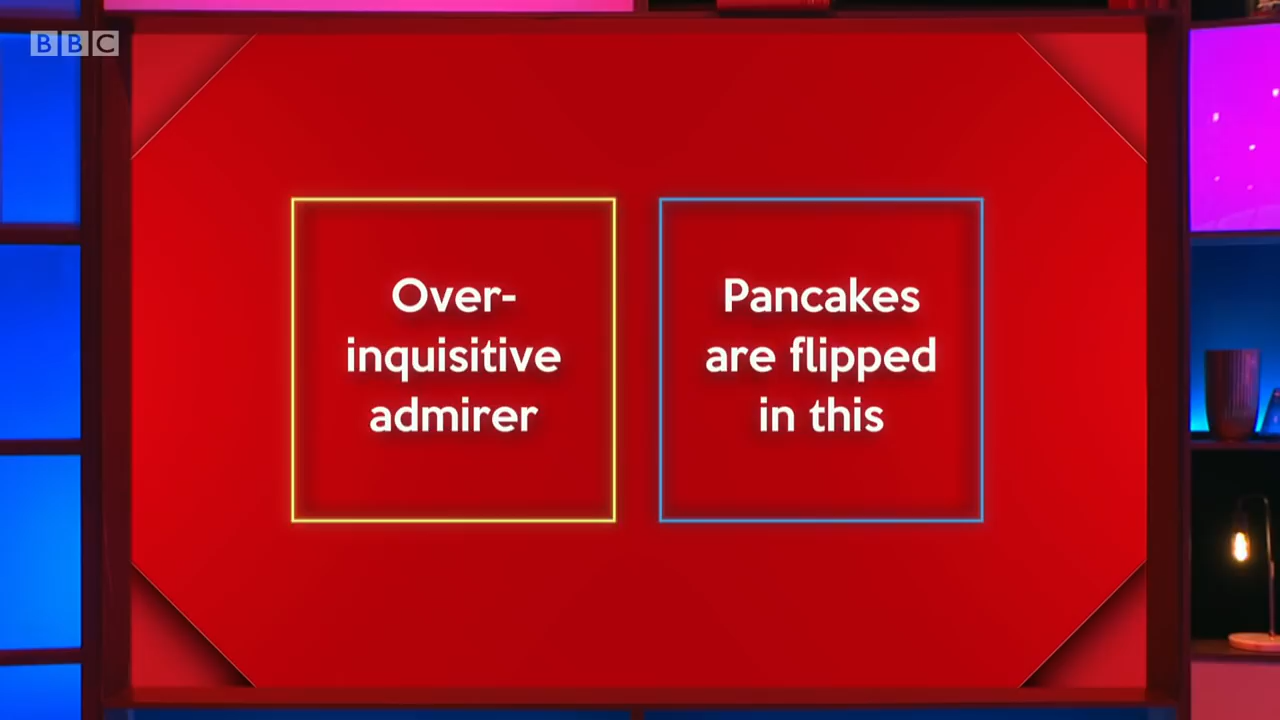 BBC
Over-
inquisitive
admirer
Pancakes
are flipped
in this